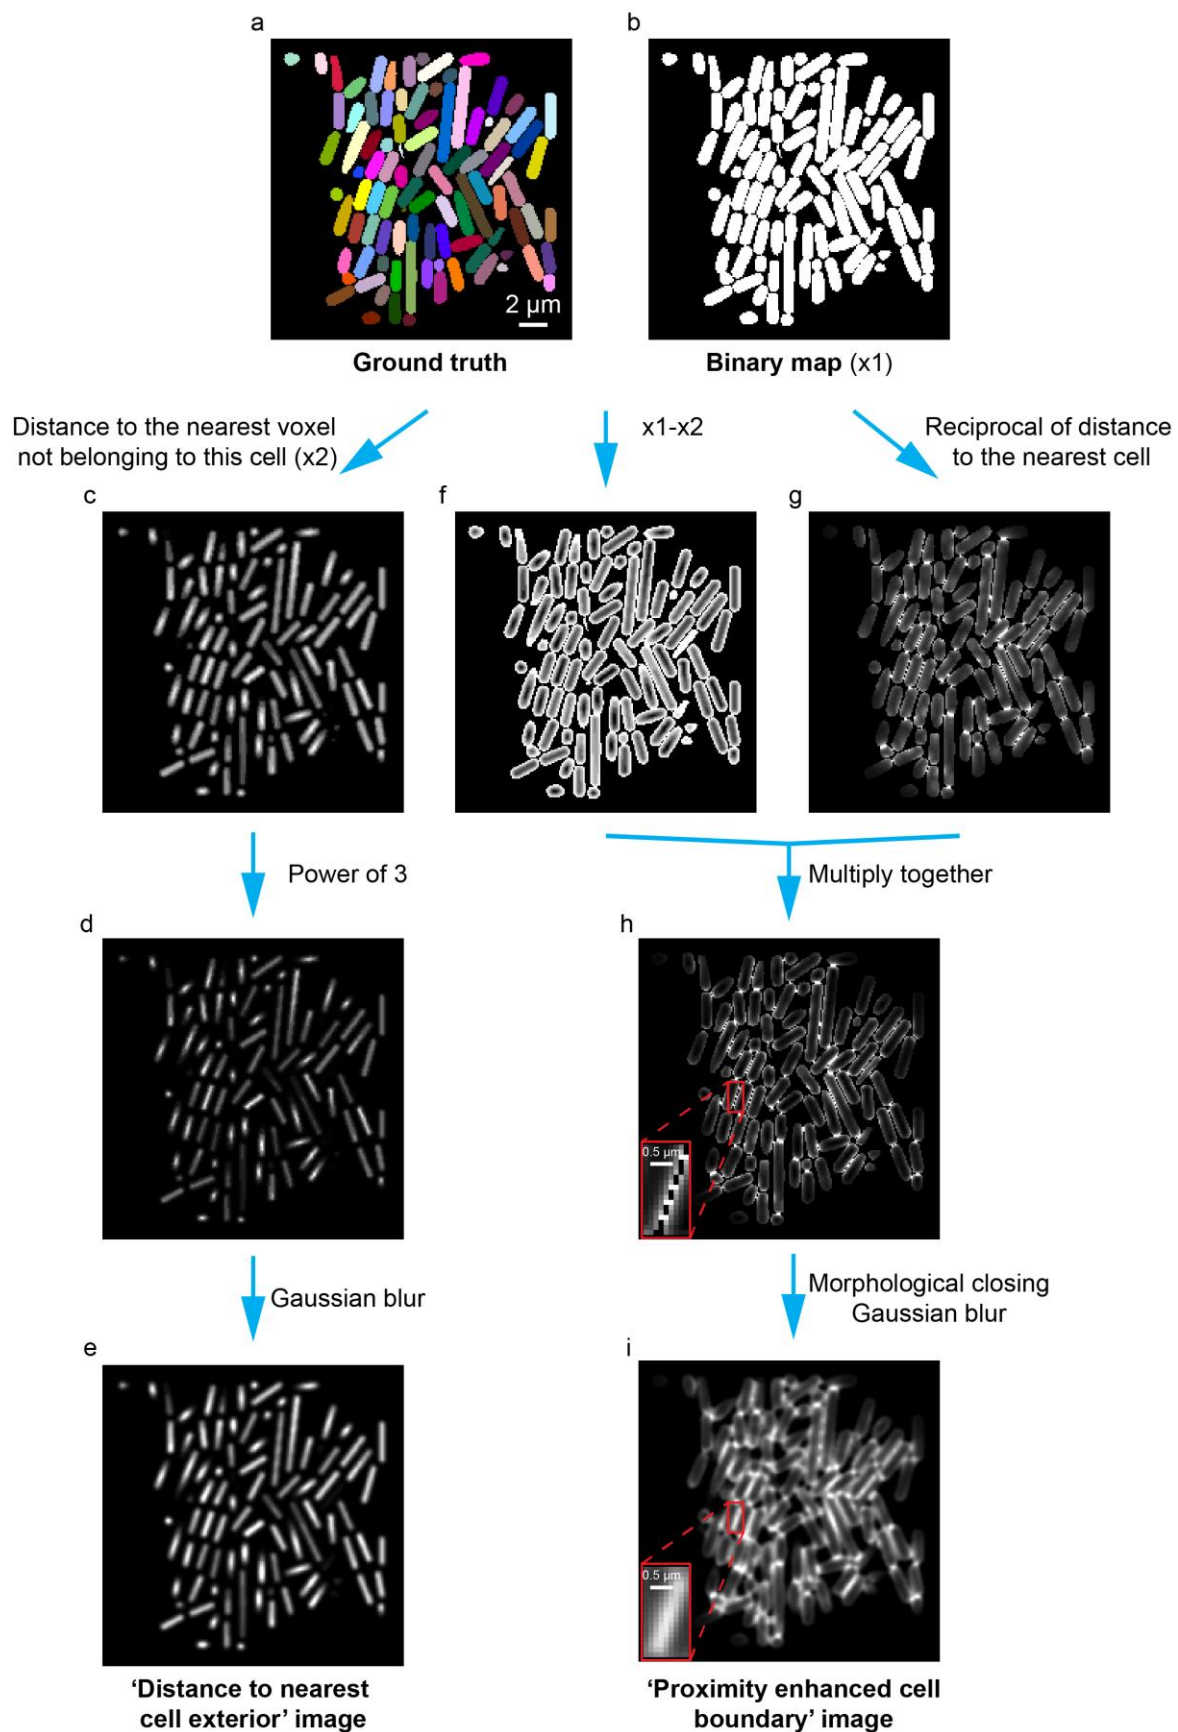 a
b
2 µm
Ground truth
Binary map (x1)
Distance to the nearest voxel
not belonging to this cell (x2)
x1-x2
Reciprocal of distance
to the nearest cell
c
f
g
Power of 3
Multiply together
d
h
0.5 µm
Gaussian blur
Morphological closing
Gaussian blur
e
i
0.5 µm
‘Distance to nearest
cell exterior’ image
‘Proximity enhanced cell
boundary’ image